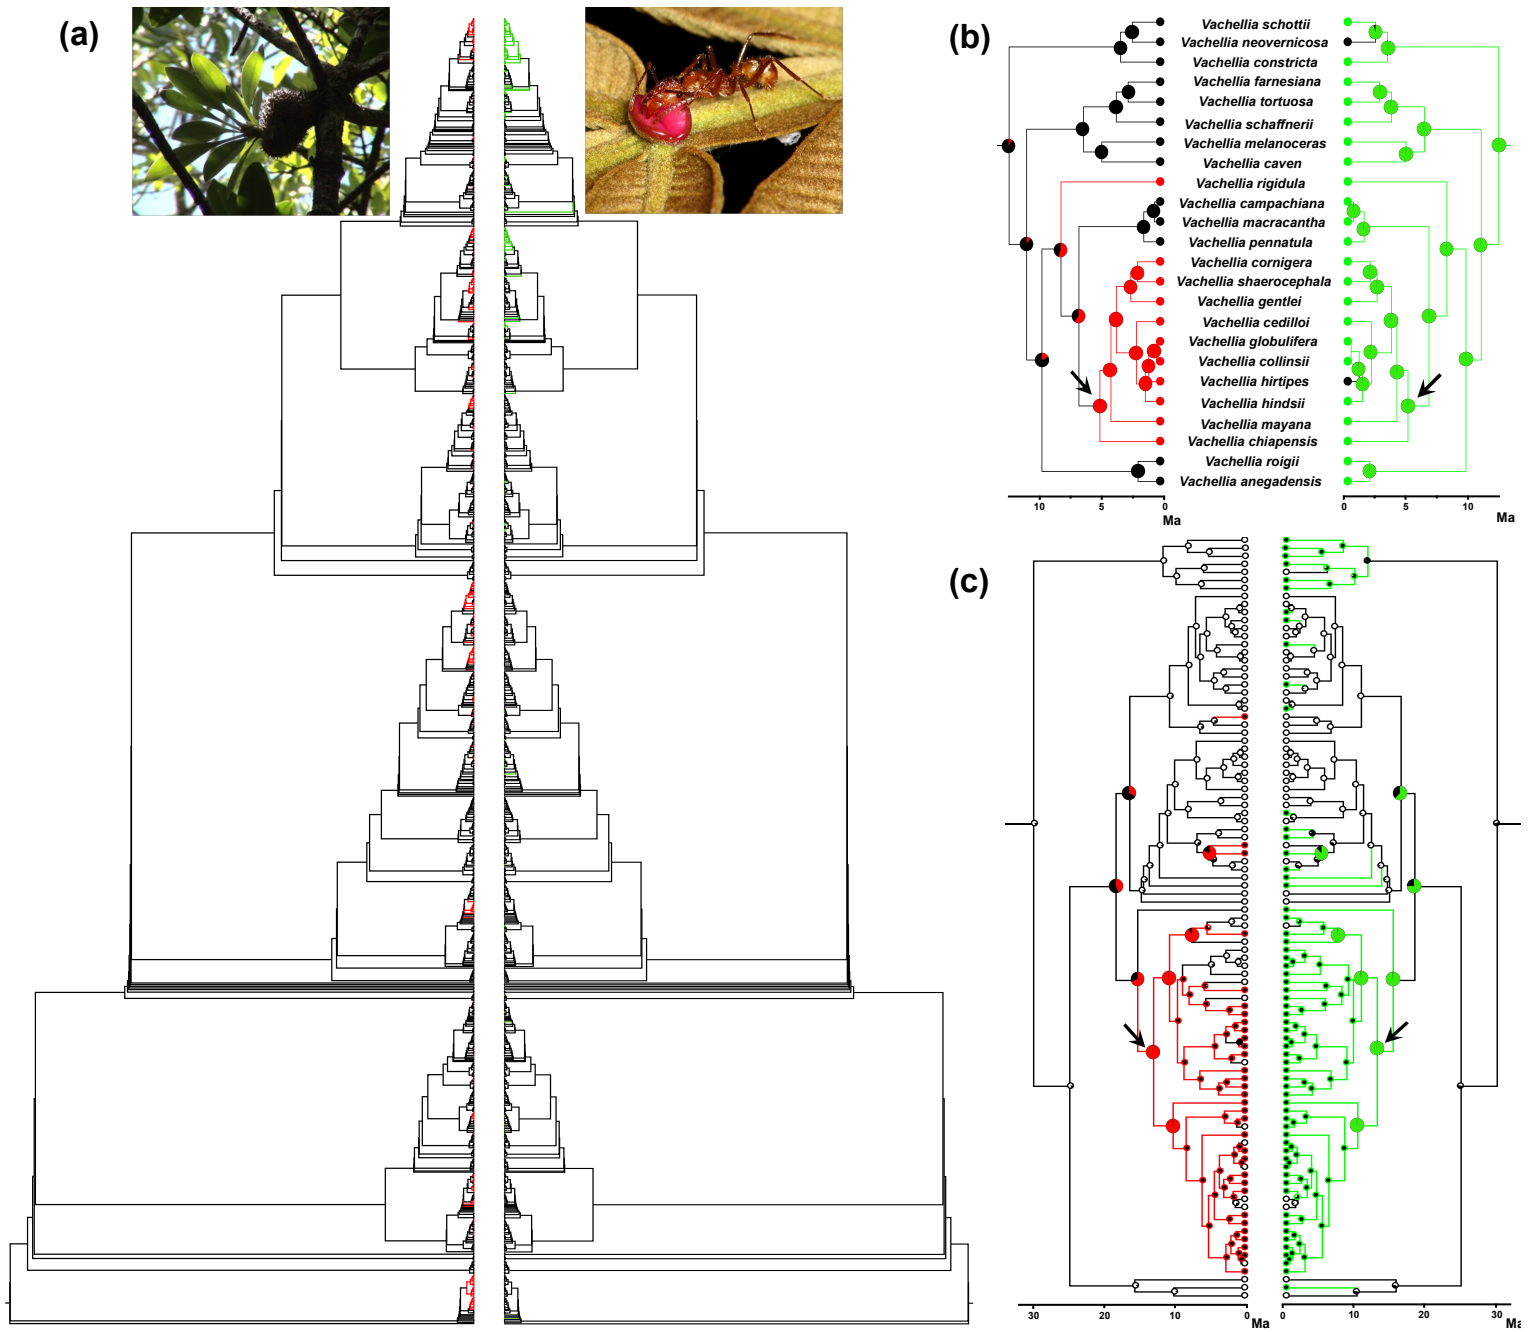 (a)
(b)
Vachellia schottii
Vachellia neovernicosa
Vachellia constricta
Vachellia farnesiana
Vachellia tortuosa
Vachellia schaffnerii
Vachellia melanoceras
Vachellia caven
Vachellia rigidula
Vachellia campachiana
Vachellia macracantha
Vachellia pennatula
Vachellia cornigera
Vachellia shaerocephala
Vachellia gentlei
Vachellia cedilloi
Vachellia globulifera
Vachellia collinsii
Vachellia hirtipes
Vachellia hindsii
Vachellia mayana
Vachellia chiapensis
Vachellia roigii
Vachellia anegadensis
10 5 0 0 5 10
Ma Ma
(c)
30 20 10 0 0 10 20 30
Ma Ma